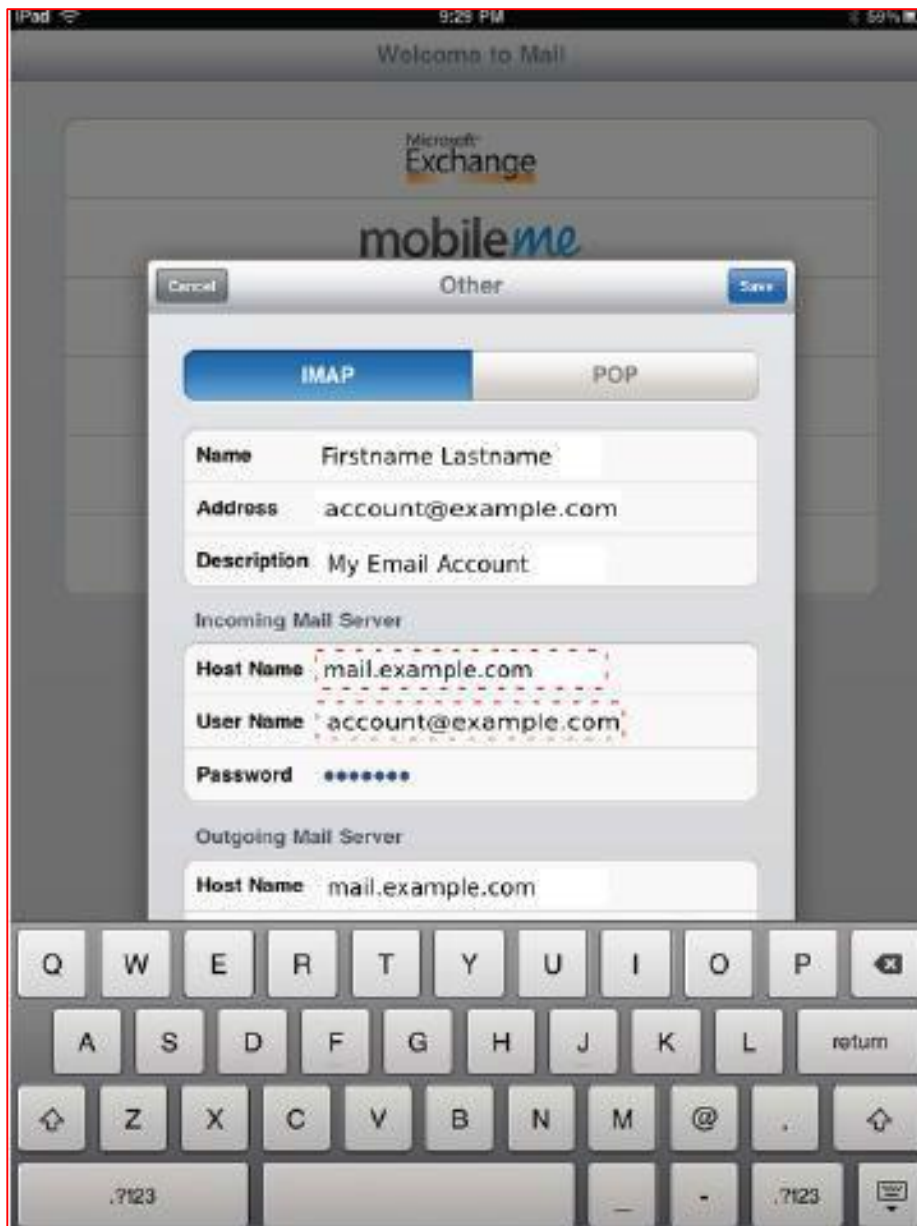 iPad 9:29 PM 59%
Welcome to Mail
Microsoft
Exchange
mobileme
Cancel Other Save
IMAP POP
Name Firstname Lastname
Address account@example.com
Description My Email Account
Incoming Mail Server
Host Name mail.example.com
User Name account@example.com
Password •••••••
Outgoing Mail Server
Host Name mail.example.com
Q W E R T Y U I O P
A S D F G H J K L return
Z X C V B N M @ .
.?123 _ - .?123